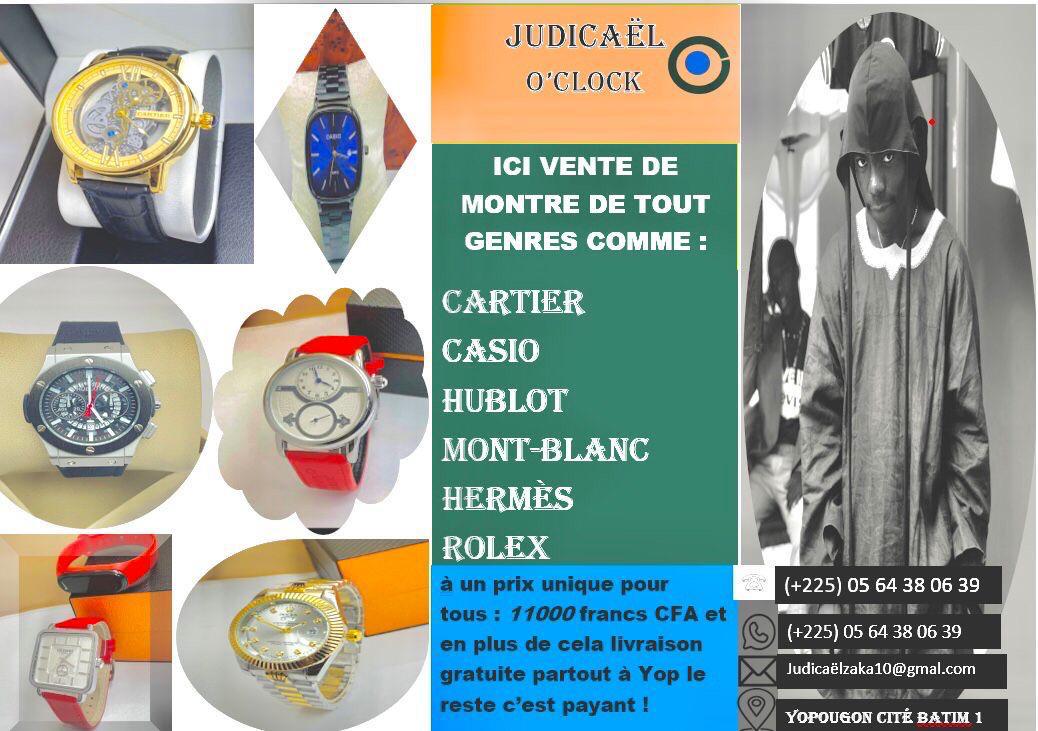 JUDICAËL
O'CLOCK
ICI VENTE DE
MONTRE DE TOUT
GENRES COMME :
CARTIER
CASIO
HUBLOT
MONT-BLANC
HERMÈS
ROLEX
à un prix unique pour
tous : 11000 francs CFA et
en plus de cela livraison
gratuite partout à Yop le
reste c'est payant !
(+225) 05 64 38 06 39
(+225) 05 64 38 06 39
Judicaëlzaka10@gmal.com
YOPOUGON CITÉ BATIM 1
CARTIER
CASIO